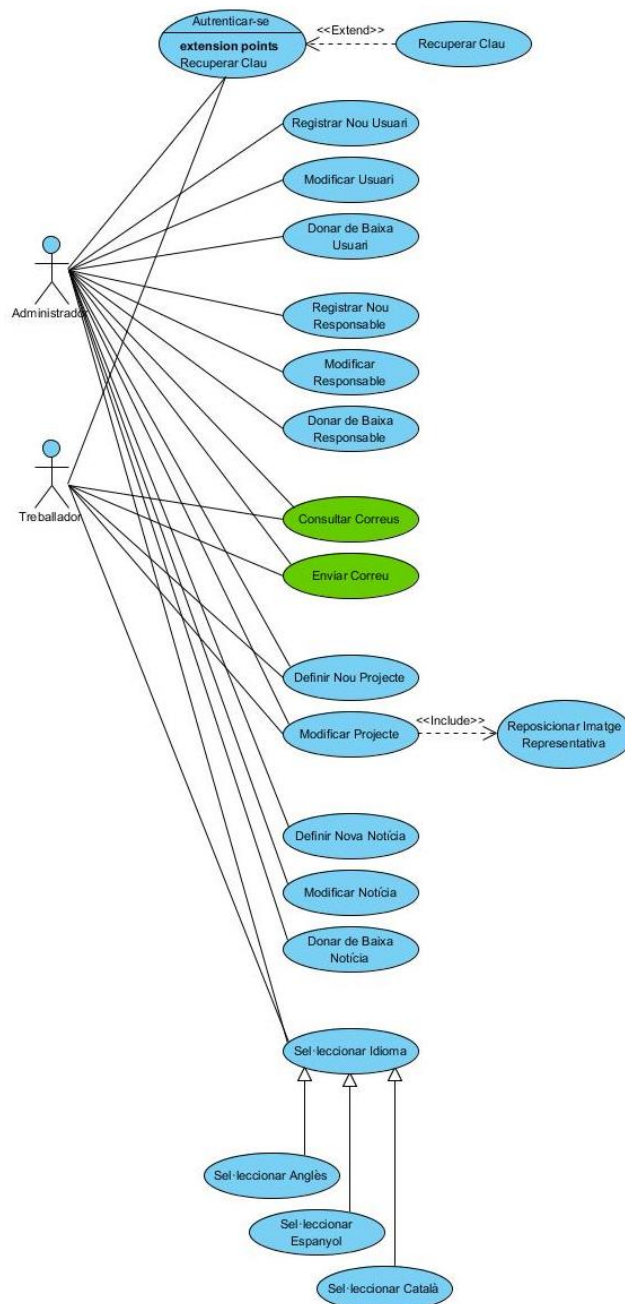 Autrenticar-se
<<Extend>>
extension points
Recuperar Clau
Recuperar Clau
Registrar Nou Usuari
Modificar Usuari
Donar de Baixa
Usuari
Administrador
Registrar Nou
Responsable
Modificar
Responsable
Donar de Baixa
Responsable
Treballador
Consultar Correus
Enviar Correu
Definir Nou Projecte
Modificar Projecte
<<Include>>
Reposicionar Imatge
Representativa
Definir Nova Notícia
Modificar Notícia
Donar de Baixa
Notícia
Sel·leccionar Idioma
Sel·leccionar Anglès
Sel·leccionar
Espanyol
Sel·leccionar Català